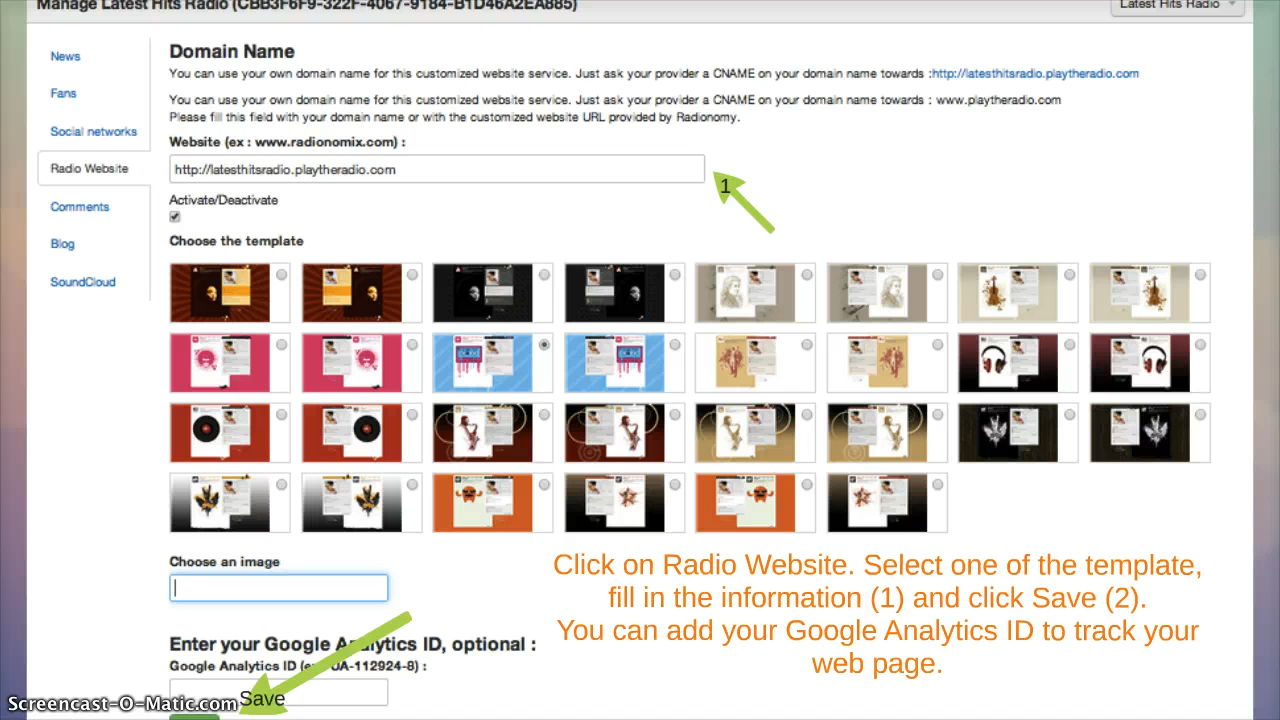 Manage Latest Hits Radio (CBB3F6F9-322F-4067-9184-B1D46A2EA885)
Latest Hits Radio
News
Fans
Social networks
Radio Website
Comments
Blog
SoundCloud
Domain Name
You can use your own domain name for this customized website service. Just ask your provider a CNAME on your domain name towards :http://latesthitsradio.playtheradio.com
You can use your own domain name for this customized website service. Just ask your provider a CNAME on your domain name towards : www.playtheradio.com
Please fill this field with your domain name or with the customized website URL provided by Radionomy.
Website (ex : www.radionomix.com) :
http://latesthitsradio.playtheradio.com
1
Activate/Deactivate
Choose the template
Choose an image
Click on Radio Website. Select one of the template,
fill in the information (1) and click Save (2).
You can add your Google Analytics ID to track your
web page.
Enter your Google Analytics ID, optional :
Google Analytics ID (ex UA-112924-8) :
Save
Screencast-O-Matic.com